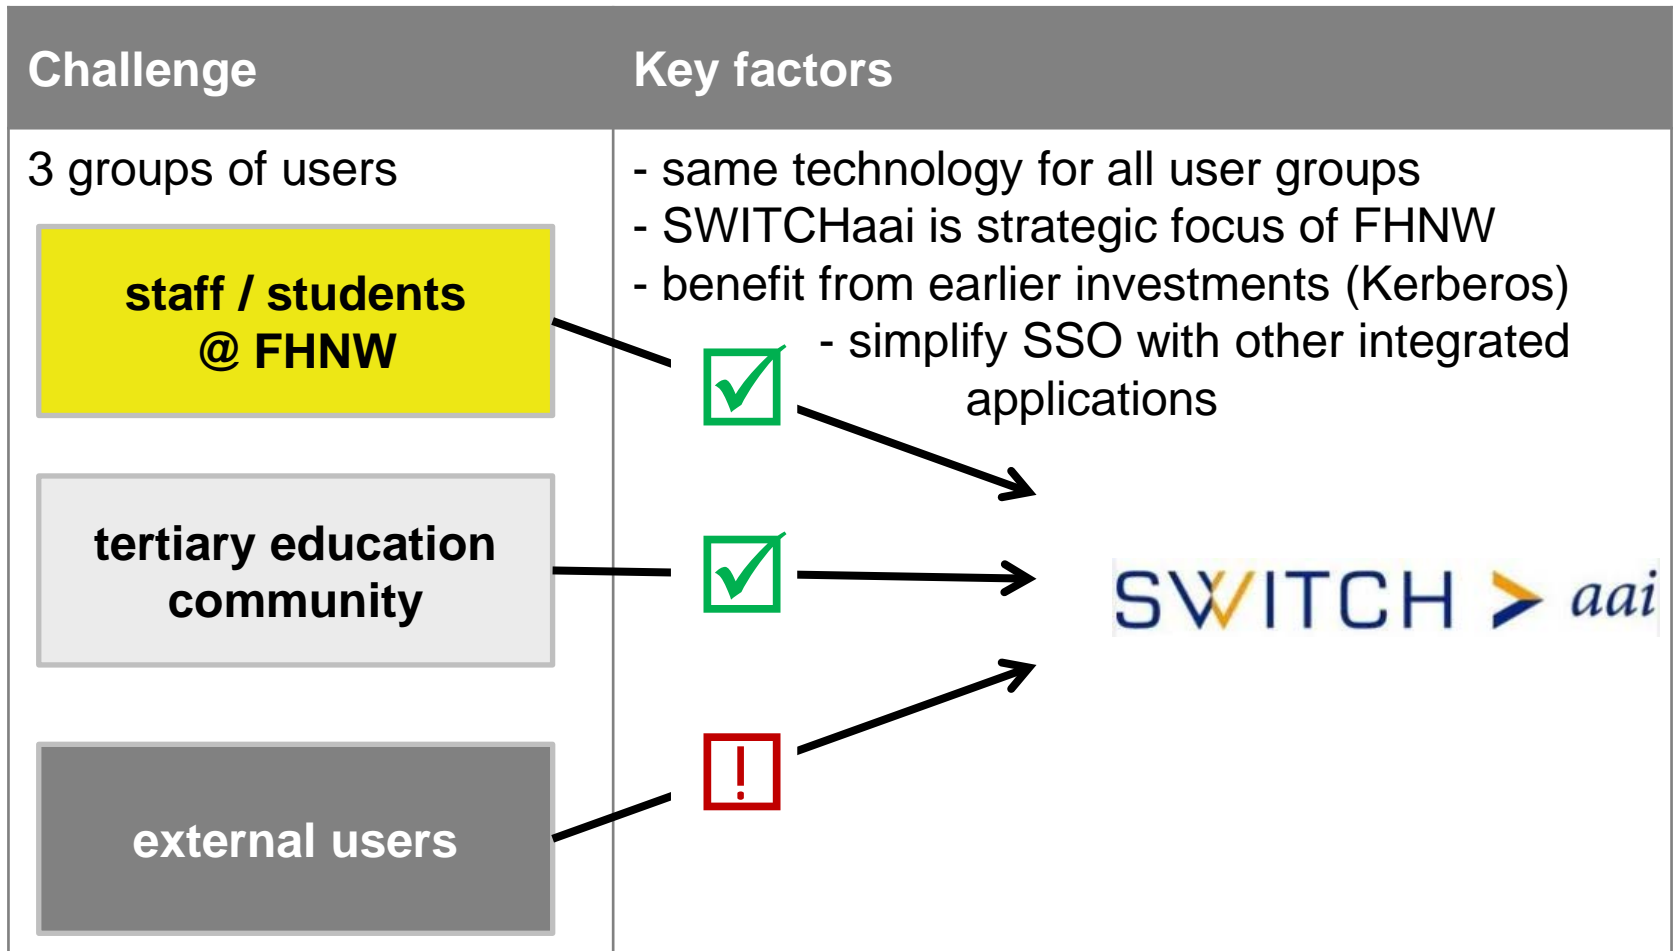 Challenge
Key factors
3 groups of users
- same technology for all user groups
- SWITCHaai is strategic focus of FHNW
- benefit from earlier investments (Kerberos)
- simplify SSO with other integrated
applications
staff / students
@ FHNW
tertiary education
community
external users
!
SWITCH > aai